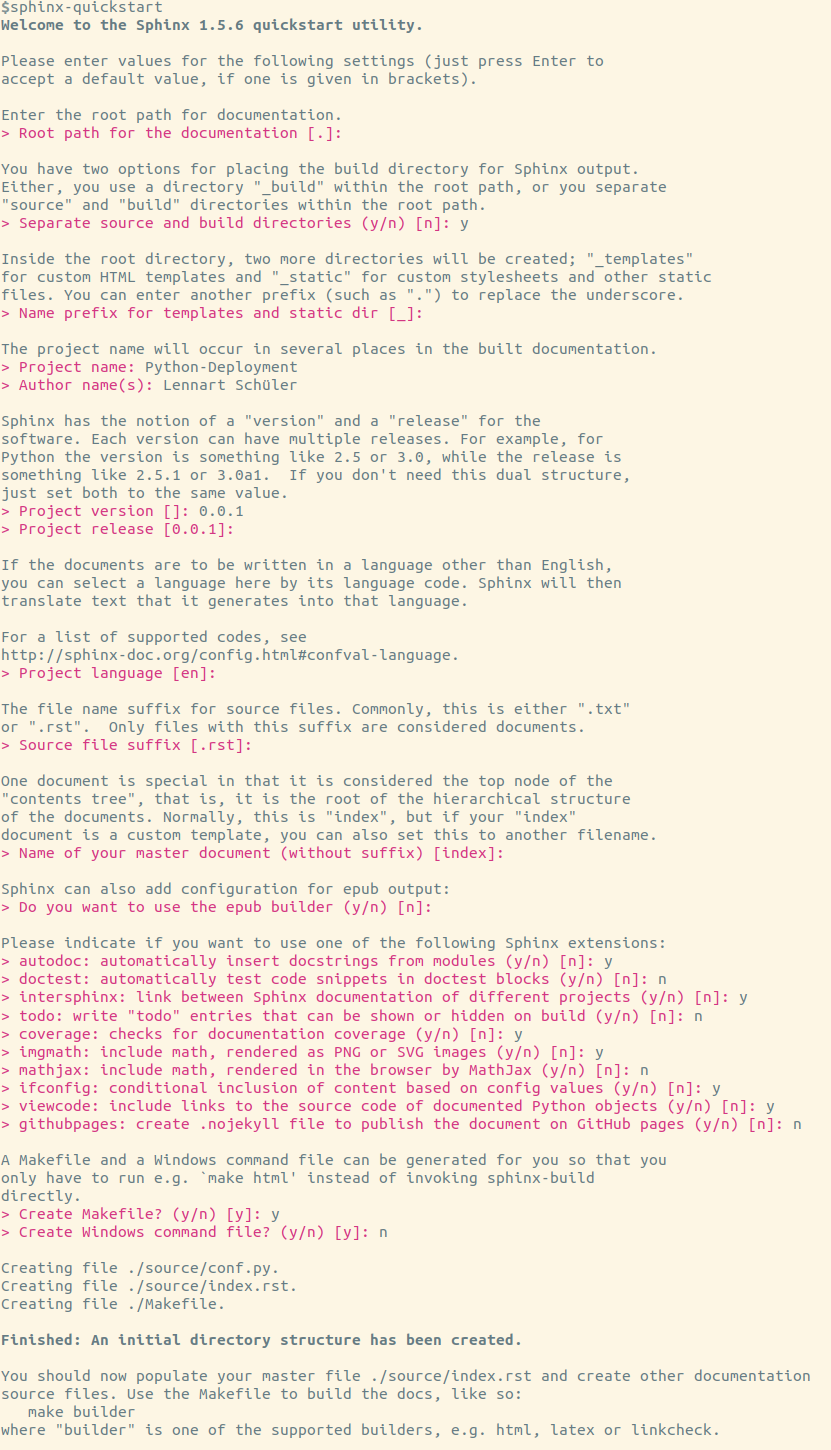 $sphinx-quickstart
Welcome to the Sphinx 1.5.6 quickstart utility.

Please enter values for the following settings (just press Enter to
accept a default value, if one is given in brackets).

Enter the root path for documentation.
> Root path for the documentation [.]:

You have two options for placing the build directory for Sphinx output.
Either, you use a directory "_build" within the root path, or you separate
"source" and "build" directories within the root path.
> Separate source and build directories (y/n) [n]: y

Inside the root directory, two more directories will be created; "_templates"
for custom HTML templates and "_static" for custom stylesheets and other static
files. You can enter another prefix (such as ".") to replace the underscore.
> Name prefix for templates and static dir [_]:

The project name will occur in several places in the built documentation.
> Project name: Python-Deployment
> Author name(s): Lennart Schüler

Sphinx has the notion of a "version" and a "release" for the
software. Each version can have multiple releases. For example, for
Python the version is something like 2.5 or 3.0, while the release is
something like 2.5.1 or 3.0a1.  If you don't need this dual structure,
just set both to the same value.
> Project version []: 0.0.1
> Project release [0.0.1]:

If the documents are to be written in a language other than English,
you can select a language here by its language code. Sphinx will then
translate text that it generates into that language.

For a list of supported codes, see
http://sphinx-doc.org/config.html#confval-language.
> Project language [en]:

The file name suffix for source files. Commonly, this is either ".txt"
or ".rst".  Only files with this suffix are considered documents.
> Source file suffix [.rst]:

One document is special in that it is considered the top node of the
"contents tree", that is, it is the root of the hierarchical structure
of the documents. Normally, this is "index", but if your "index"
document is a custom template, you can also set this to another filename.
> Name of your master document (without suffix) [index]:

Sphinx can also add configuration for epub output:
> Do you want to use the epub builder (y/n) [n]:

Please indicate if you want to use one of the following Sphinx extensions:
> autodoc: automatically insert docstrings from modules (y/n) [n]: y
> doctest: automatically test code snippets in doctest blocks (y/n) [n]: n
> intersphinx: link between Sphinx documentation of different projects (y/n) [n]: y
> todo: write "todo" entries that can be shown or hidden on build (y/n) [n]: n
> coverage: checks for documentation coverage (y/n) [n]: y
> imgmath: include math, rendered as PNG or SVG images (y/n) [n]: y
> mathjax: include math, rendered in the browser by MathJax (y/n) [n]: n
> ifconfig: conditional inclusion of content based on config values (y/n) [n]: y
> viewcode: include links to the source code of documented Python objects (y/n) [n]: y
> githubpages: create .nojekyll file to publish the document on GitHub pages (y/n) [n]: n

A Makefile and a Windows command file can be generated for you so that you
only have to run e.g. `make html' instead of invoking sphinx-build
directly.
> Create Makefile? (y/n) [y]: y
> Create Windows command file? (y/n) [y]: n

Creating file ./source/conf.py.
Creating file ./source/index.rst.
Creating file ./Makefile.

Finished: An initial directory structure has been created.

You should now populate your master file ./source/index.rst and create other documentation
source files. Use the Makefile to build the docs, like so:
   make builder
where "builder" is one of the supported builders, e.g. html, latex or linkcheck.